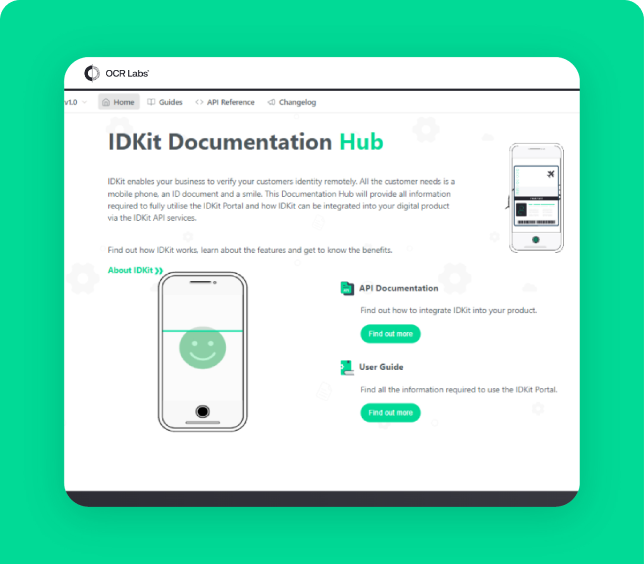 OCR Labs
v1.0 Home Guides API Reference Changelog
IDKit Documentation Hub
IDKit enables your business to verify your customers identity remotely. All the customer needs is a
mobile phone, an ID document and a smile. This Documentation Hub will provide all information
required to fully utilise the IDKit Portal and how IDKit can be integrated into your digital product
via the IDKit API services.
Find out how IDKit works, learn about the features and get to know the benefits.
About IDKit
API Documentation
Find out how to integrate IDKit into your product.
Find out more
User Guide
Find all the information required to use the IDKit Portal.
Find out more